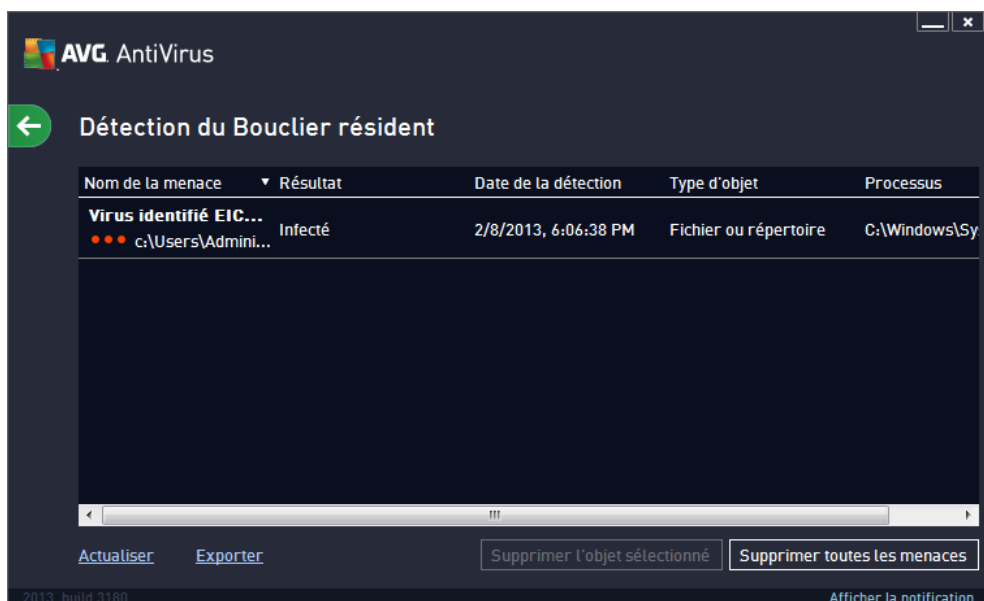 AVG. AntiVirus
Détection du Bouclier résident
Nom de la menace Résultat Date de la détection Type d'objet Processus
Virus identifié EIC...
c:\Users\Admini... Infecté 2/8/2013, 6:06:38 PM Fichier ou répertoire C:\Windows\Sy
Actualiser Exporter Supprimer l'objet sélectionné Supprimer toutes les menaces
2013, build 3180 Afficher la notification